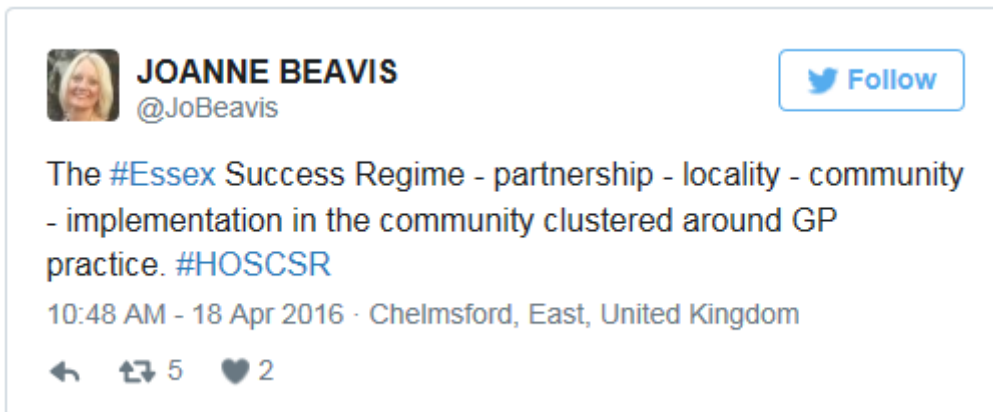 JOANNE BEAVIS
@JoBeavis
Follow
The #Essex Success Regime - partnership - locality - community
- implementation in the community clustered around GP
practice. #HOSCSR
10:48 AM - 18 Apr 2016 · Chelmsford, East, United Kingdom
5 2